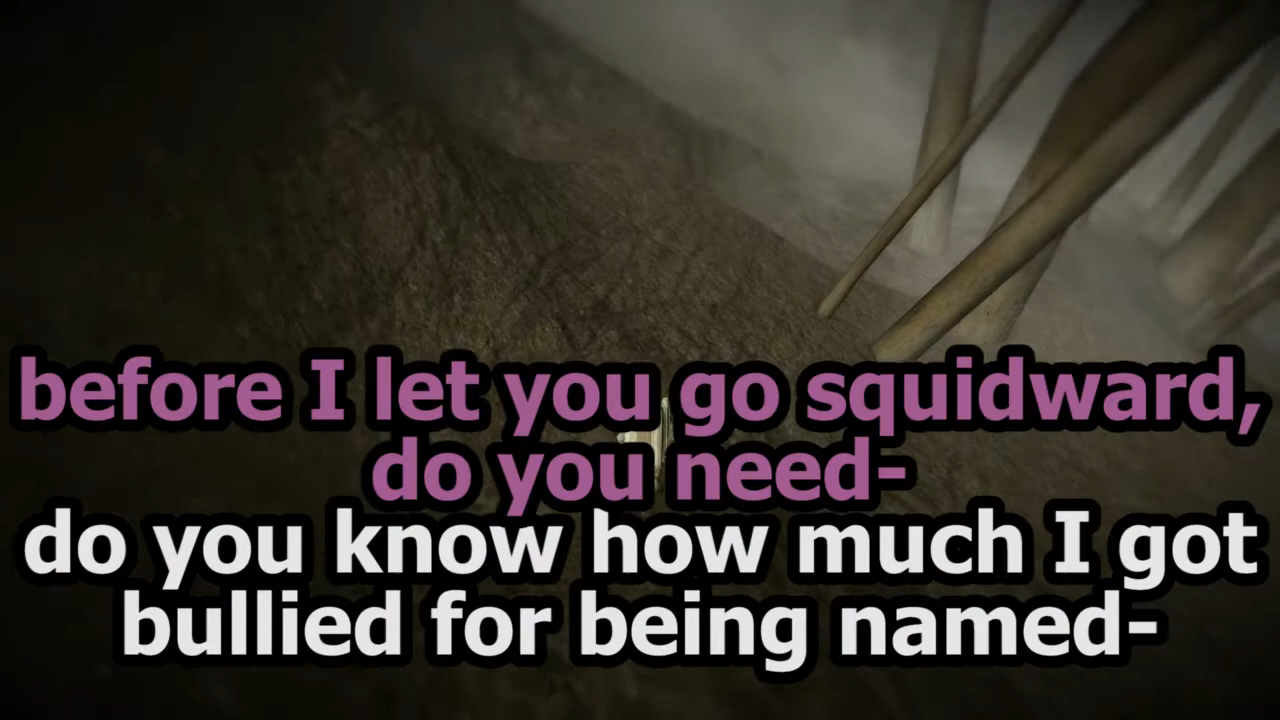 before I let you go squidward,
do you need-
do you know how much I got
bullied for being named-